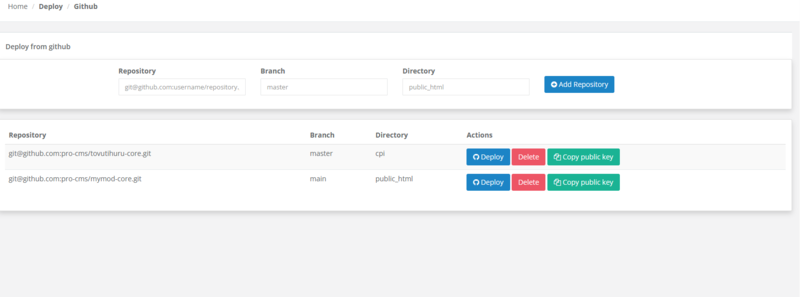 Home / Deploy / Github
Deploy from github
Repository Branch Directory
git@github.com:username/repository. master public_html Add Repository
Repository Branch Directory Actions
git@github.com:pro-cms/tovutihuru-core.git master cpi Deploy Delete Copy public key
git@github.com:pro-cms/mymod-core.git main public_html Deploy Delete Copy public key